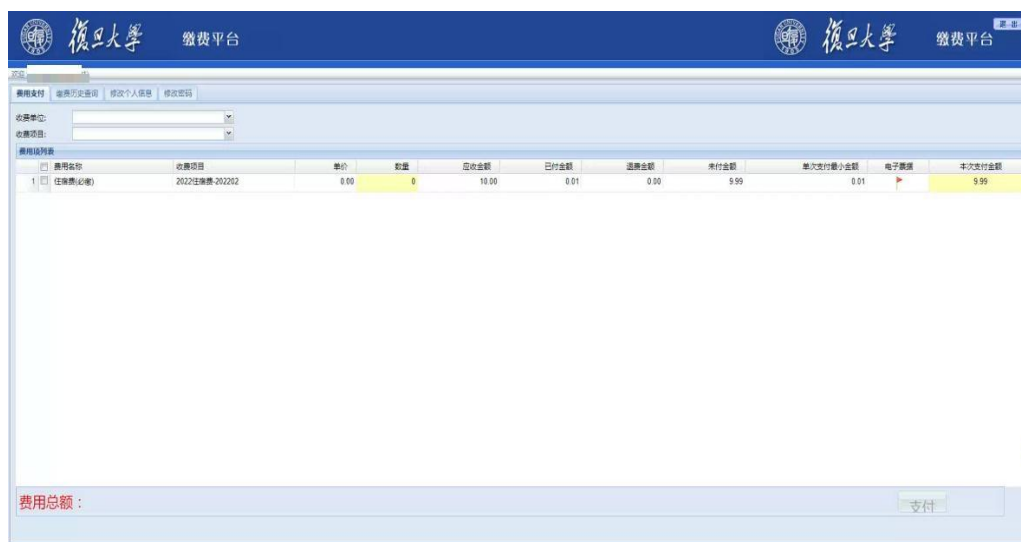 復旦大學 缴费平台 復旦大學 缴费平台 退 出
费用支付 缴费历史查询 修改个人信息 修改密码
收费单位:
收费项目:
费用项列表
费用名称 收费项目 单价 数量 应收金额 已付金额 退费金额 未付金额 单次支付最小金额 电子票据 本次支付金额
1 住宿费(必缴) 2022住宿费-202202 0.00 0 10.00 0.01 0.00 9.99 0.01 9.99
费用总额：
支付